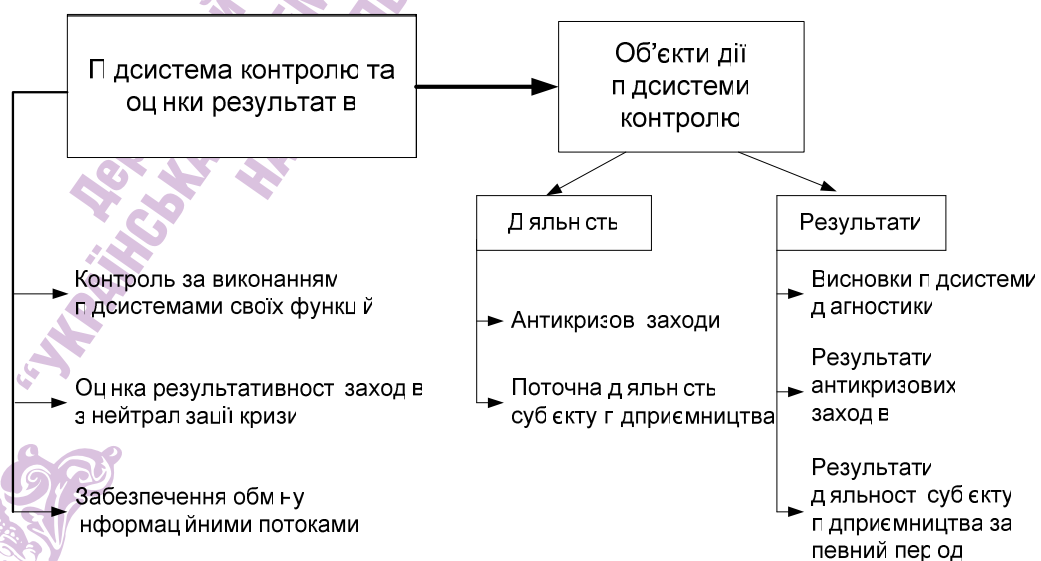 П дсистема контролю та
оц нки результат в
Об’єкти дії
п дсистеми
контролю
Д яльн сть
Результати
Контроль за виконанням
п дсистемами своїх функц й
Оц нка результативност заход в
з нейтрал зації кризи
Забезпечення обм ну
нформац йними потоками
Антикризов заходи
Поточна д яльн сть
суб єкту п дприємництва
Висновки п дсистеми
д агностики
Результати
антикризових
заход в
Результати
д яльност суб єкту
п дприємництва за
певний пер од
“УКРАЇНСЬКА